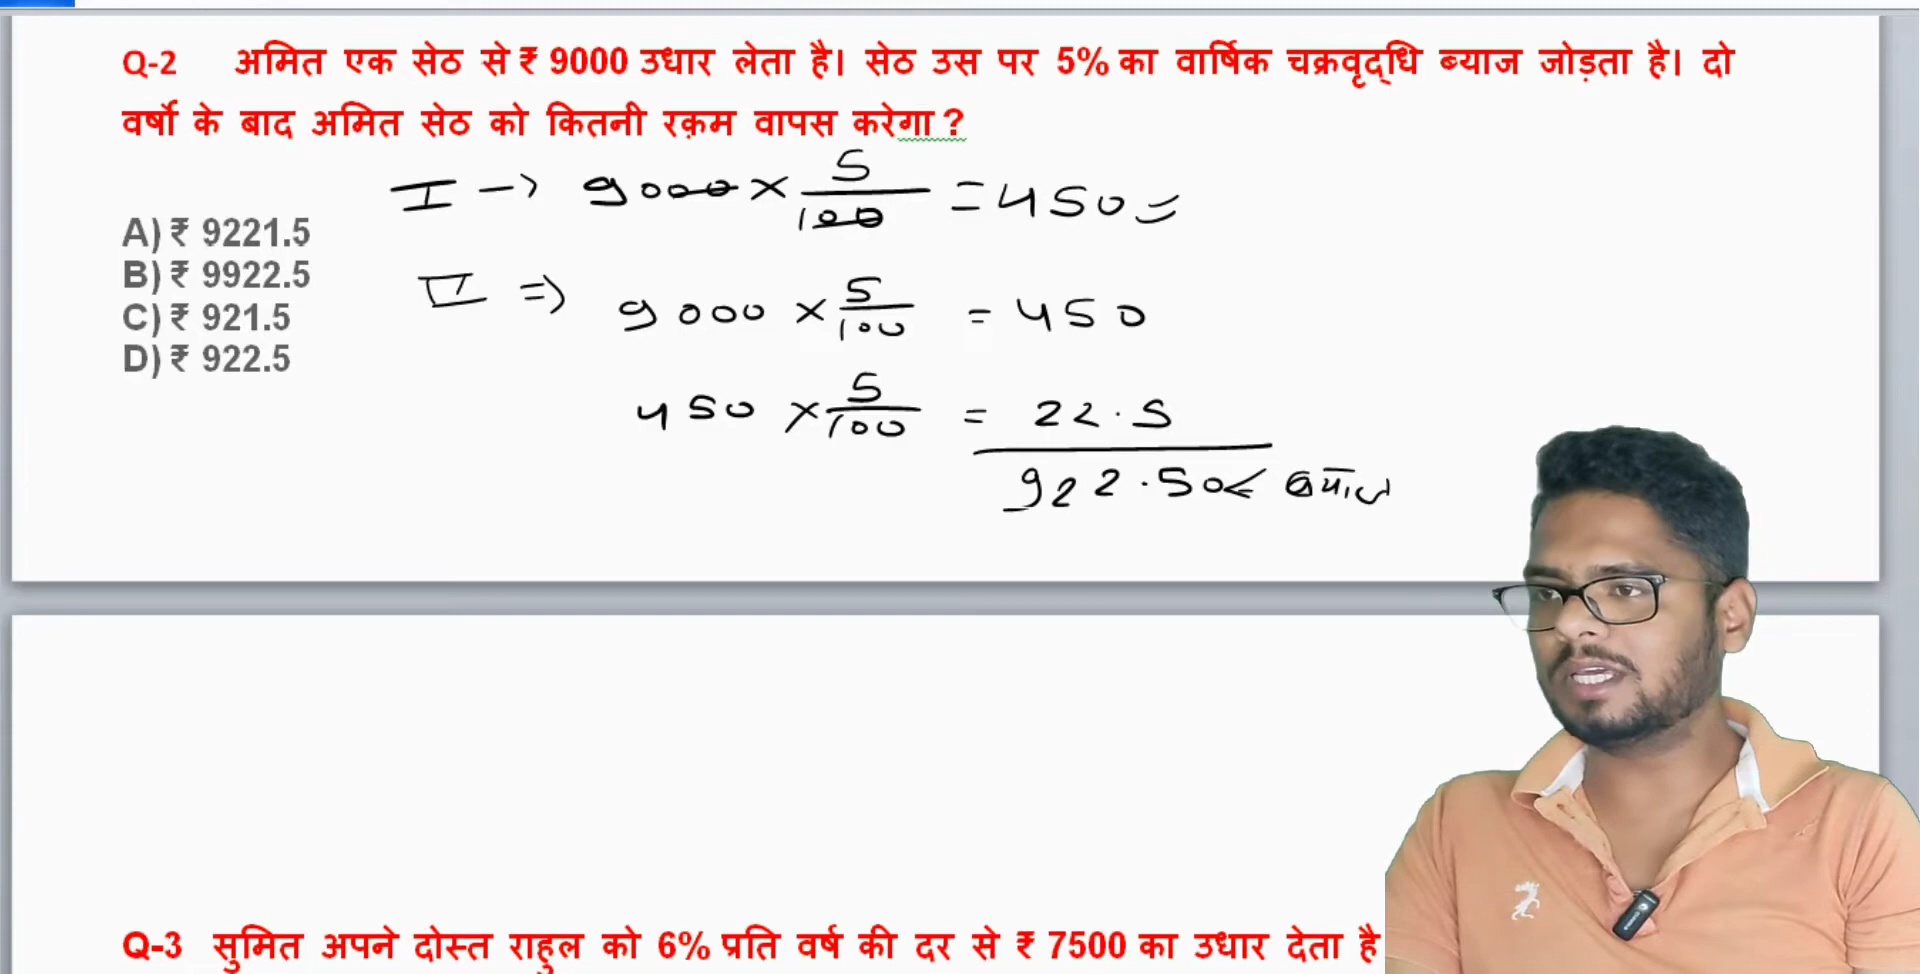 Q-2 अमित एक सेठ से ₹ 9000 उधार लेता है। सेठ उस पर 5% का वार्षिक चक्रवृद्धि ब्याज जोड़ता है। दो
वर्षो के बाद अमित सेठ को कितनी रक़म वापस करेगा ?
I -> 9000 × 5/100 = 450 =
A) ₹ 9221.5
B) ₹ 9922.5
C) ₹ 921.5
D) ₹ 922.5
II => 9000 × 5/100 = 450
450 × 5/100 = 22.5
922.50 < ब्याज
Q-3 सुमित अपने दोस्त राहुल को 6% प्रति वर्ष की दर से ₹ 7500 का उधार देता है